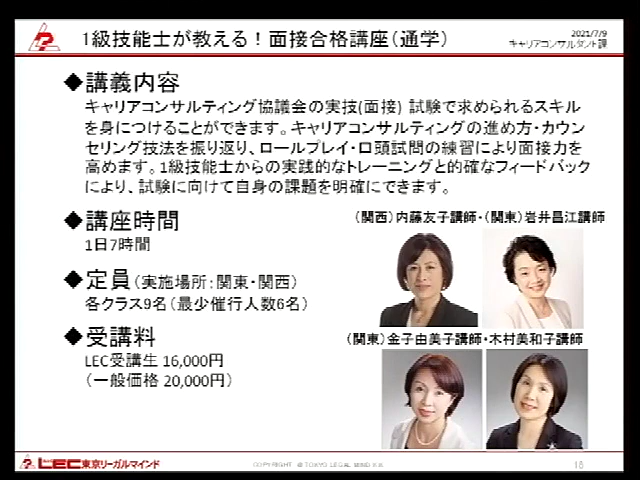 1級技能士が教える！面接合格講座（通学）
2021/7/9
キャリアコンサルタント課
◆講義内容
キャリアコンサルティング協議会の実技(面接) 試験で求められるスキル
を身につけることができます。キャリアコンサルティングの進め方・カウン
セリング技法を振り返り、ロールプレイ・口頭試問の練習により面接力を
高めます。1級技能士からの実践的なトレーニングと的確なフィードバック
により、試験に向けて自身の課題を明確にできます。
◆講座時間
1日7時間
（関西）内藤友子講師・（関東）岩井昌江講師
◆定員（実施場所：関東・関西）
各クラス9名（最少催行人数6名）
◆受講料
LEC受講生 16,000円
（一般価格 20,000円）
（関東）金子由美子講師・木村美和子講師
LEC東京リーガルマインド
COPYRIGHT @ TOKYO LEGAL MIND K.K
18